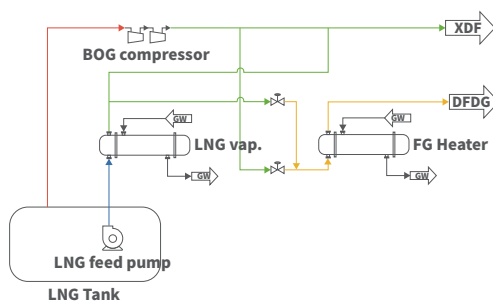 XDF
BOG compressor
DFDG
GW
GW
LNG vap.
FG Heater
GW
GW
LNG feed pump
LNG Tank